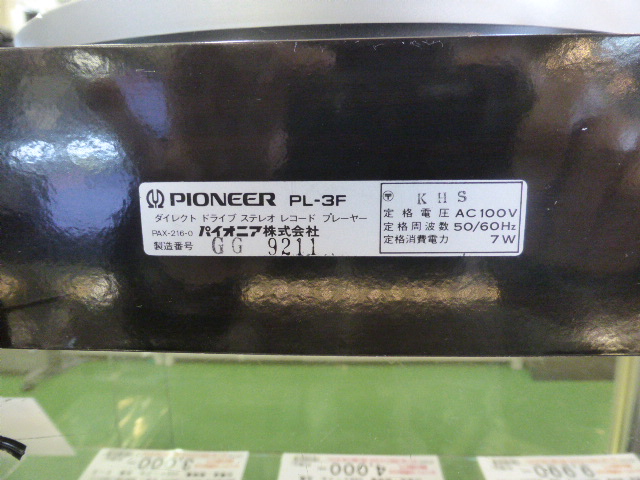 PIONEER PL-3F
ダイレクト ドライブ ステレオ レコード プレーヤー
PAX-216-0 パイオニア株式会社
製造番号 GG 9211
〒 KHS
定格電圧 AC100V
定格周波数 50/60Hz
定格消費電力 7W
4,000-